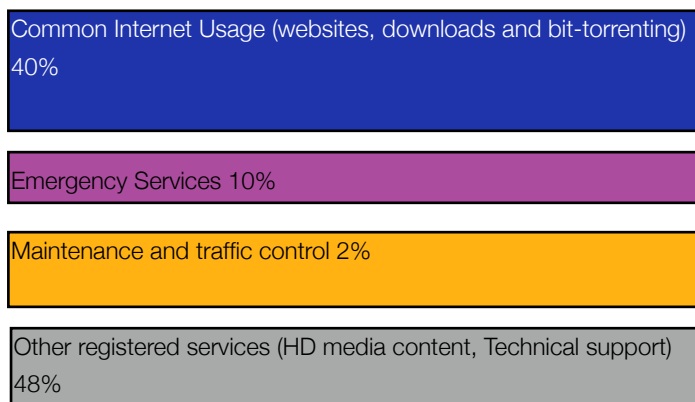 Common Internet Usage (websites, downloads and bit-torrenting)
40%
Emergency Services 10%
Maintenance and traffic control 2%
Other registered services (HD media content, Technical support)
48%